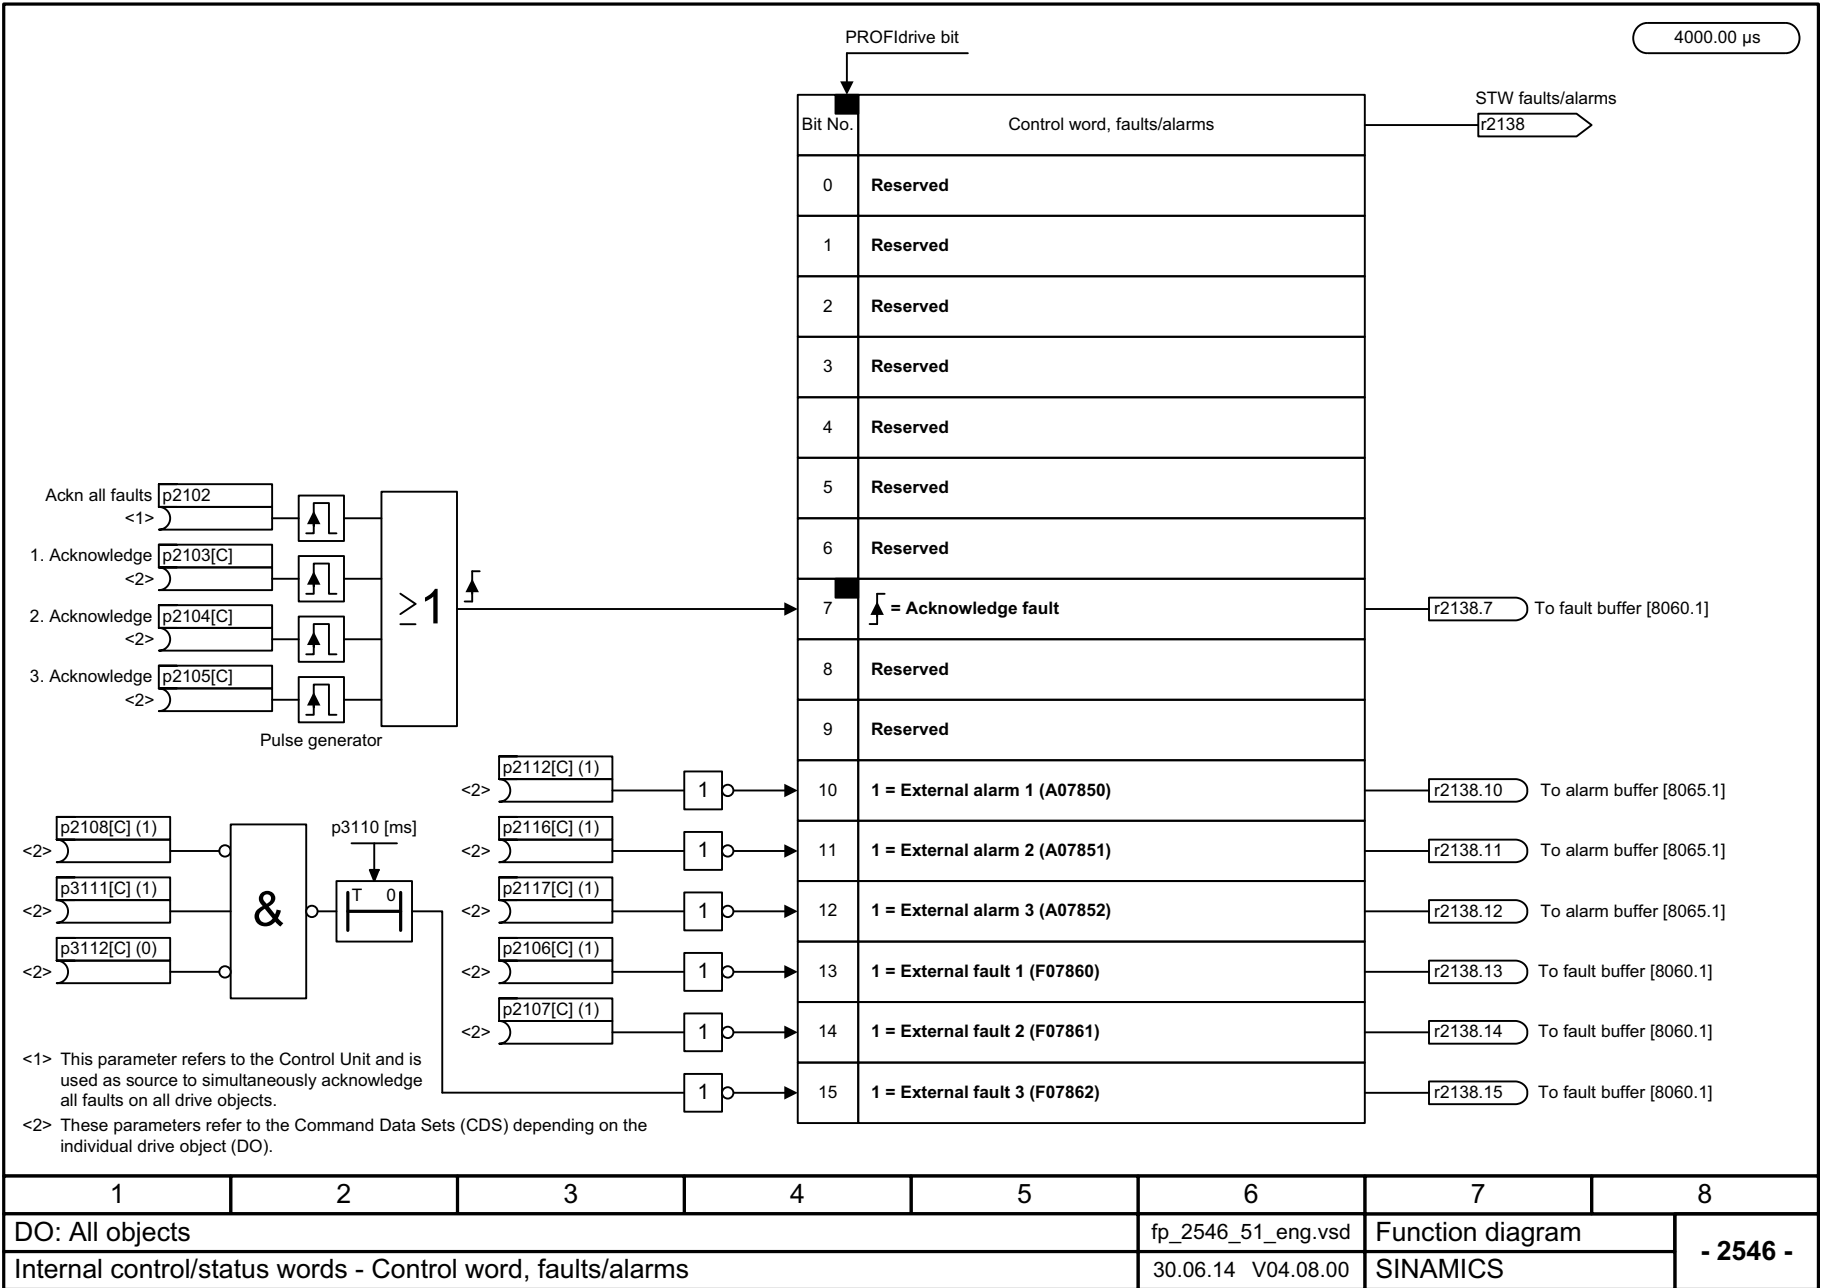 PROFIdrive bit
4000.00 µs
STW faults/alarms
Bit No. Control word, faults/alarms r2138
0 Reserved
1 Reserved
2 Reserved
3 Reserved
4 Reserved
5 Reserved
6 Reserved
7 = Acknowledge fault r2138.7 To fault buffer [8060.1]
8 Reserved
9 Reserved
10 1 = External alarm 1 (A07850) r2138.10 To alarm buffer [8065.1]
11 1 = External alarm 2 (A07851) r2138.11 To alarm buffer [8065.1]
12 1 = External alarm 3 (A07852) r2138.12 To alarm buffer [8065.1]
13 1 = External fault 1 (F07860) r2138.13 To fault buffer [8060.1]
14 1 = External fault 2 (F07861) r2138.14 To fault buffer [8060.1]
15 1 = External fault 3 (F07862) r2138.15 To fault buffer [8060.1]
Ackn all faults p2102
<1>
1. Acknowledge p2103[C]
<2>
2. Acknowledge p2104[C]
<2>
3. Acknowledge p2105[C]
<2>
≥1
Pulse generator
p2112[C] (1)
<2> 1
p2116[C] (1)
<2> 1
p2117[C] (1)
<2> 1
p2106[C] (1)
<2> 1
p2107[C] (1)
<2> 1
1
p2108[C] (1)
<2>
p3111[C] (1)
<2>
p3112[C] (0)
<2>
&
p3110 [ms]
T 0
<1> This parameter refers to the Control Unit and is
used as source to simultaneously acknowledge
all faults on all drive objects.
<2> These parameters refer to the Command Data Sets (CDS) depending on the
individual drive object (DO).
1 2 3 4 5 6 7 8
DO: All objects fp_2546_51_eng.vsd Function diagram
- 2546 -
Internal control/status words - Control word, faults/alarms 30.06.14 V04.08.00 SINAMICS